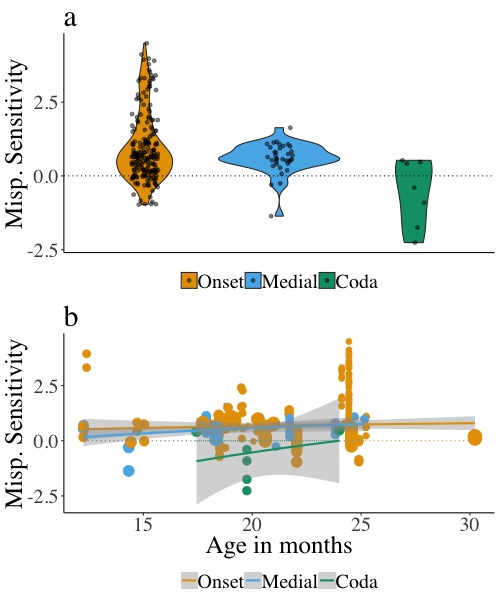 a
Misp. Sensitivity
2.5
0.0
-2.5
Onset Medial Coda
b
Misp. Sensitivity
2.5
0.0
-2.5
15 20 25 30
Age in months
Onset Medial Coda